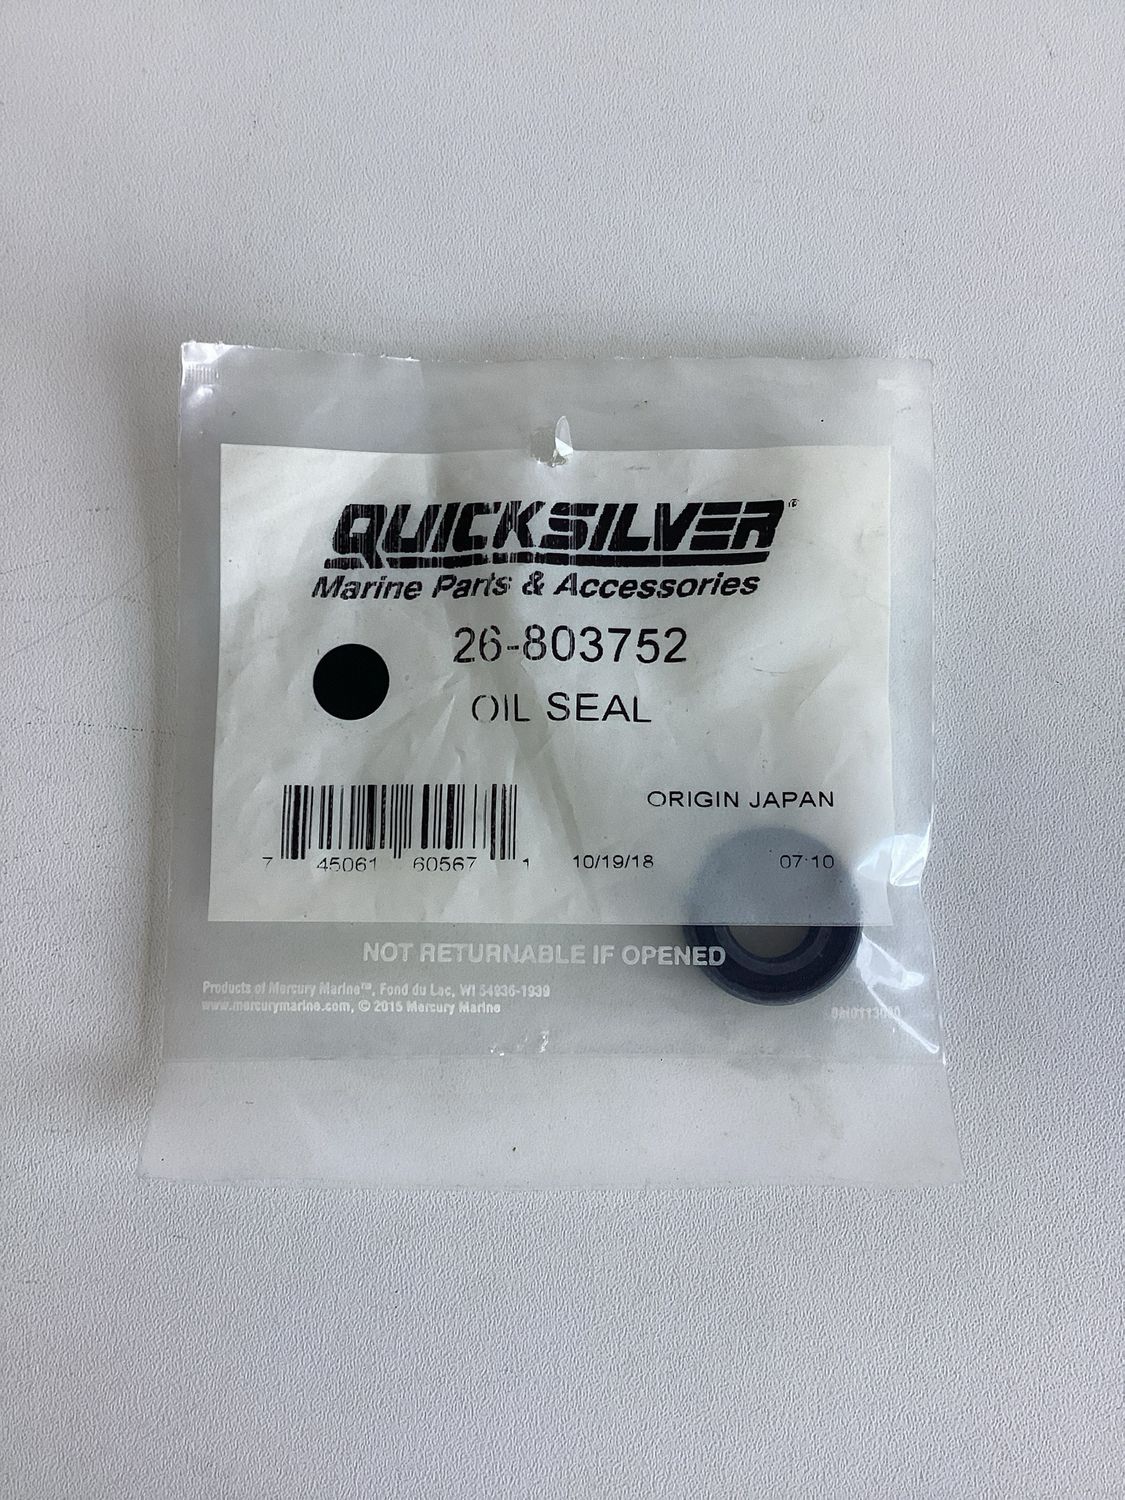 QUICKSILVER®
Marine Parts & Accessories
26-803752
OIL SEAL
ORIGIN JAPAN
7 45061 60567 1 10/19/18 07:10
NOT RETURNABLE IF OPENED
Products of Mercury Marine™, Fond du Lac, WI 54936-1939
www.mercurymarine.com, © 2015 Mercury Marine